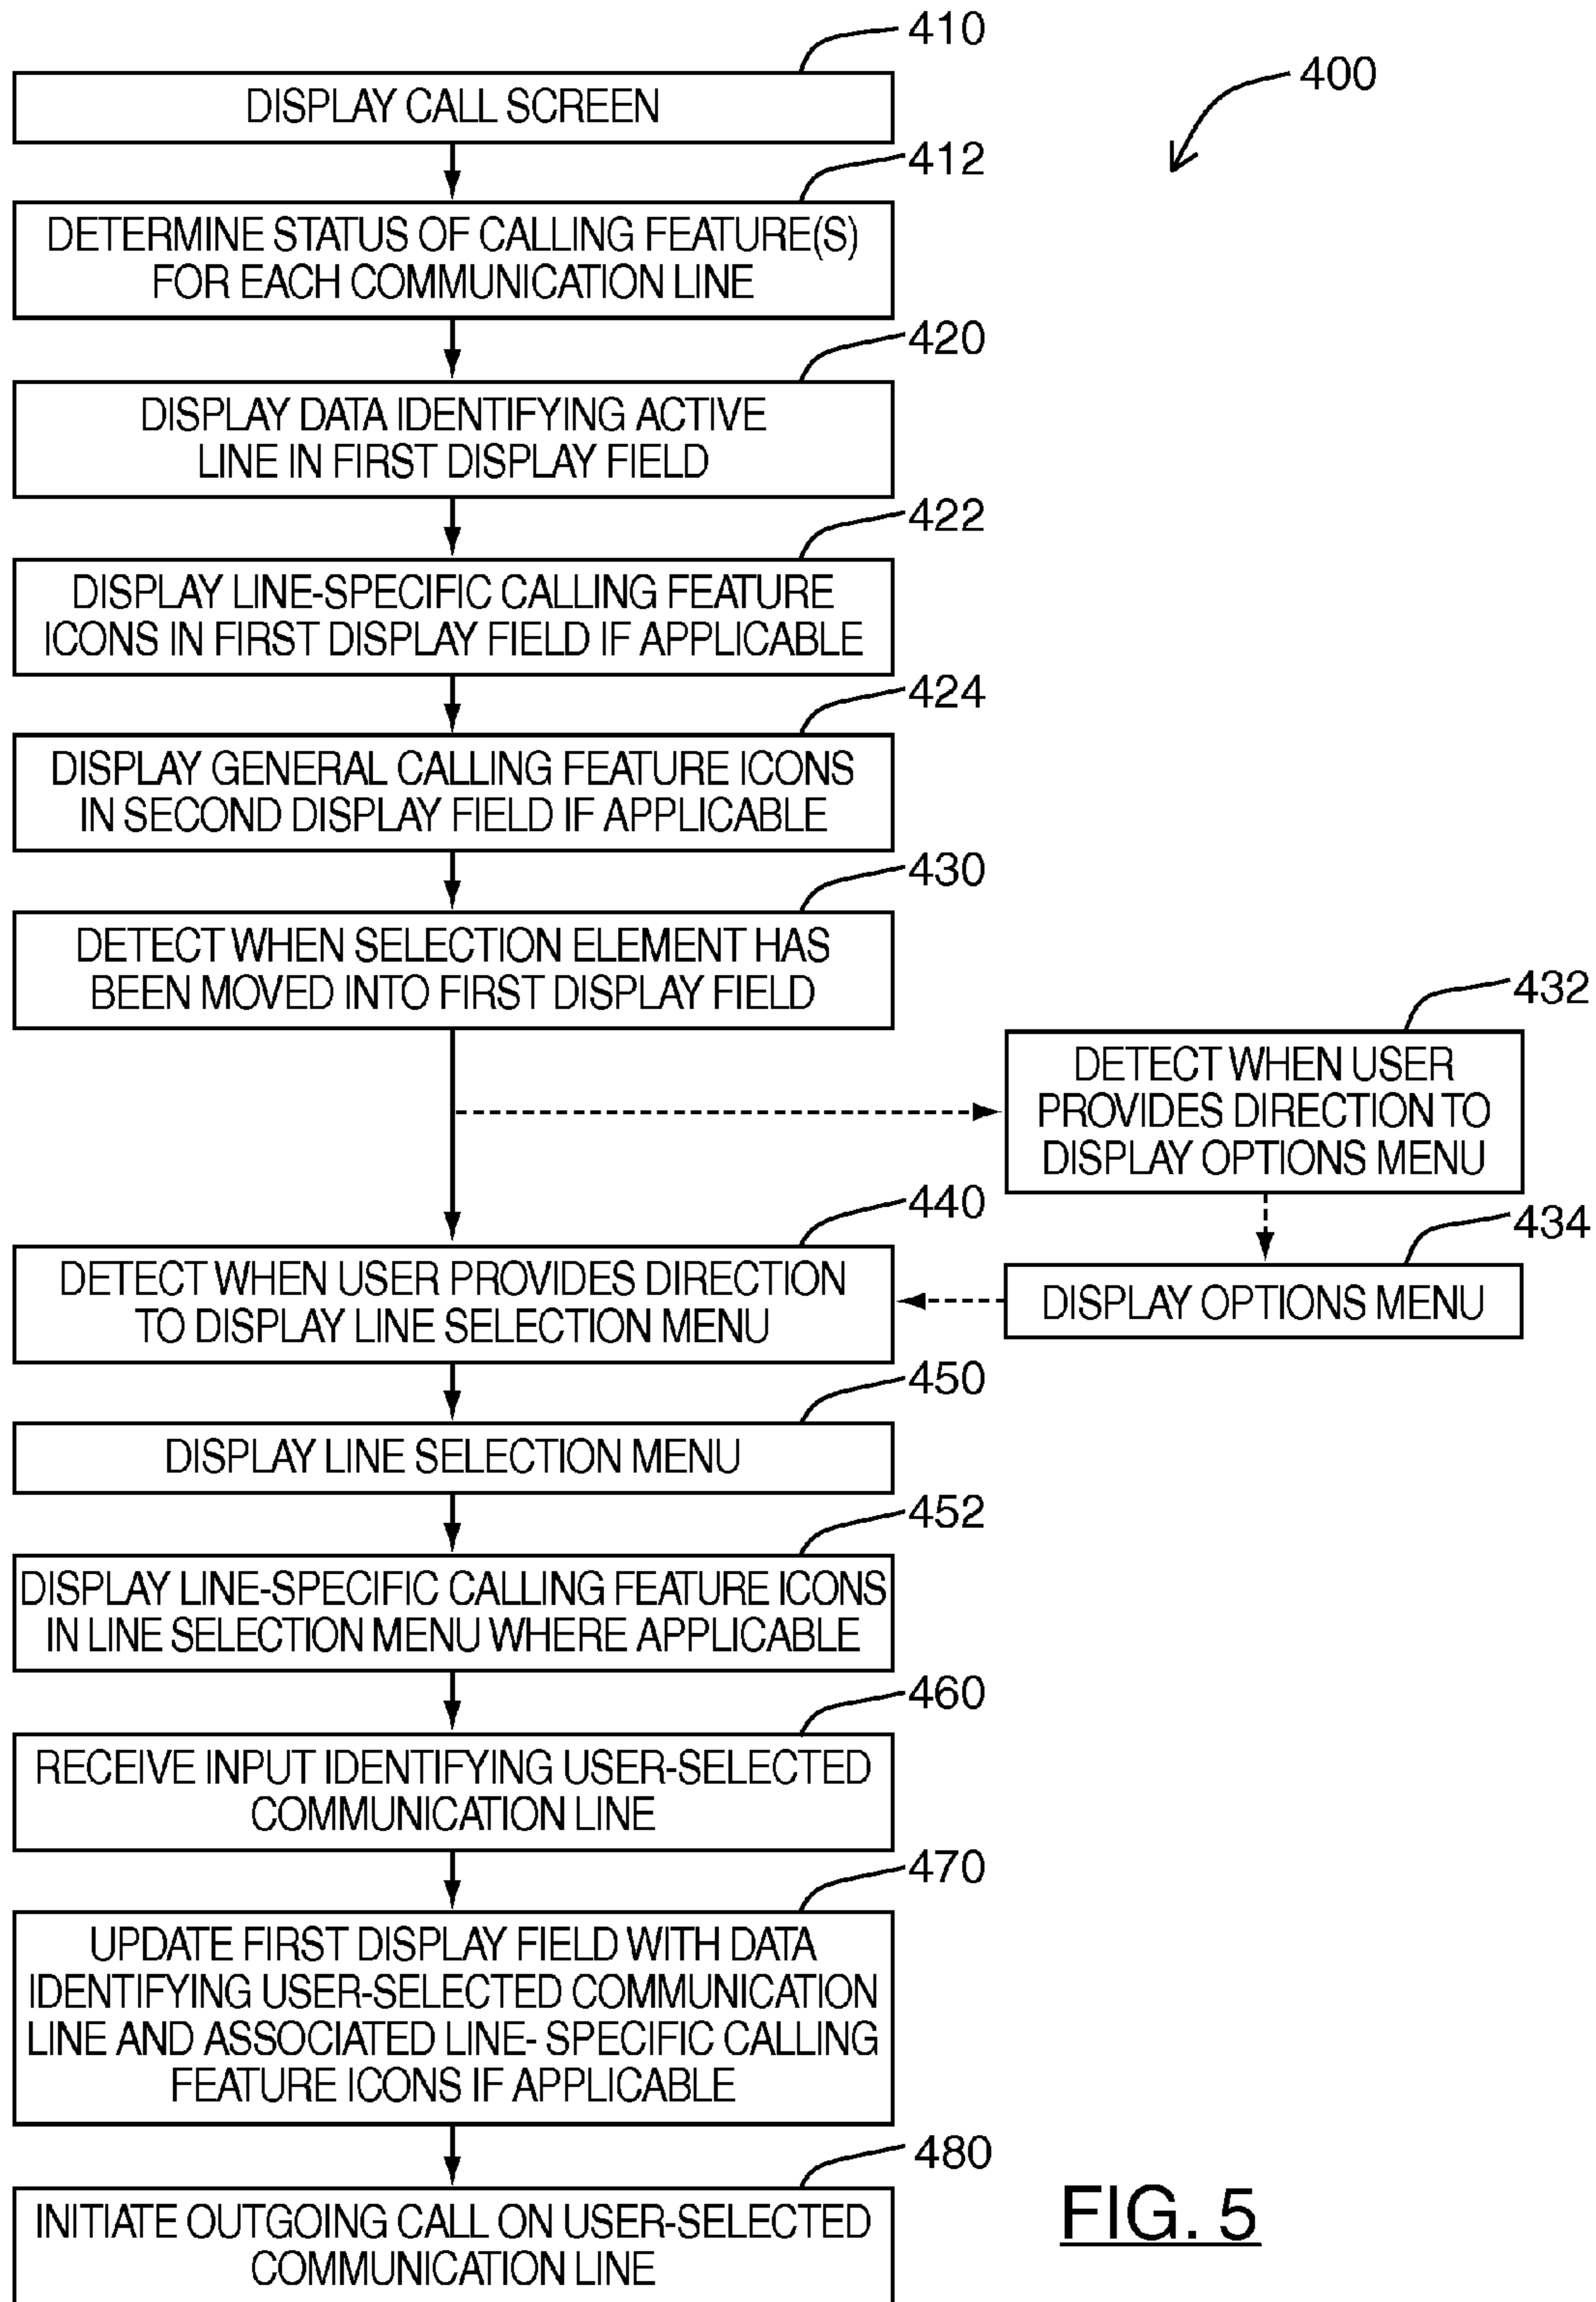 410
400
DISPLAY CALL SCREEN
412
DETERMINE STATUS OF CALLING FEATURE(S)
FOR EACH COMMUNICATION LINE
420
DISPLAY DATA IDENTIFYING ACTIVE
LINE IN FIRST DISPLAY FIELD
422
DISPLAY LINE-SPECIFIC CALLING FEATURE
ICONS IN FIRST DISPLAY FIELD IF APPLICABLE
424
DISPLAY GENERAL CALLING FEATURE ICONS
IN SECOND DISPLAY FIELD IF APPLICABLE
430
DETECT WHEN SELECTION ELEMENT HAS
BEEN MOVED INTO FIRST DISPLAY FIELD
432
DETECT WHEN USER
PROVIDES DIRECTION TO
DISPLAY OPTIONS MENU
434
DISPLAY OPTIONS MENU
440
DETECT WHEN USER PROVIDES DIRECTION
TO DISPLAY LINE SELECTION MENU
450
DISPLAY LINE SELECTION MENU
452
DISPLAY LINE-SPECIFIC CALLING FEATURE ICONS
IN LINE SELECTION MENU WHERE APPLICABLE
460
RECEIVE INPUT IDENTIFYING USER-SELECTED
COMMUNICATION LINE
470
UPDATE FIRST DISPLAY FIELD WITH DATA
IDENTIFYING USER-SELECTED COMMUNICATION
LINE AND ASSOCIATED LINE- SPECIFIC CALLING
FEATURE ICONS IF APPLICABLE
480
INITIATE OUTGOING CALL ON USER-SELECTED
COMMUNICATION LINE
FIG. 5